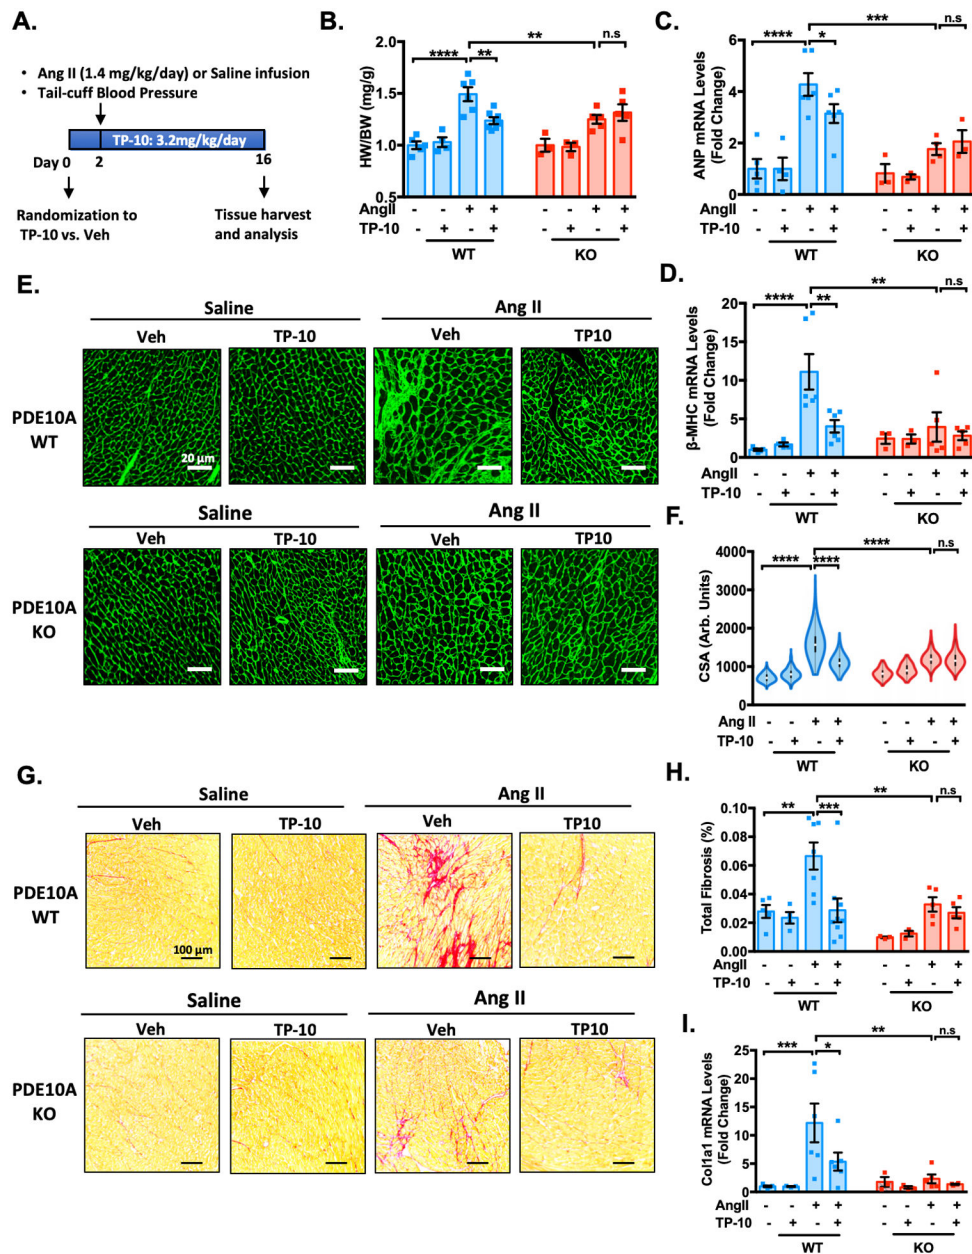 A.
• Ang II (1.4 mg/kg/day) or Saline infusion
• Tail-cuff Blood Pressure
TP-10: 3.2mg/kg/day
Day 0 2 16
Randomization to Tissue harvest
TP-10 vs. Veh and analysis
B.
HW/BW (mg/g)
2.0
1.5
1.0
0.5
**** ** ** n.s
AngII - - + + - - + +
TP-10 - + - + - + - +
WT KO
C.
ANP mRNA Levels
(Fold Change)
6
4
2
0
**** * *** n.s
AngII - - + + - - + +
TP-10 - + - + - + - +
WT KO
D.
β-MHC mRNA Levels
(Fold Change)
20
15
10
5
0
**** ** ** n.s
AngII - - + + - - + +
TP-10 - + - + - + - +
WT KO
E.
Saline Ang II
Veh TP-10 Veh TP10
PDE10A
WT
20 μm
Saline Ang II
Veh TP-10 Veh TP10
PDE10A
KO
F.
CSA (Arb. Units)
4000
3000
2000
1000
0
**** **** **** n.s
Ang II - - + + - - + +
TP-10 - + - + - + - +
WT KO
G.
Saline Ang II
Veh TP-10 Veh TP10
PDE10A
WT
100 μm
Saline Ang II
Veh TP-10 Veh TP10
PDE10A
KO
H.
Total Fibrosis (%)
0.10
0.08
0.06
0.04
0.02
0.00
** *** ** n.s
AngII - - + + - - + +
TP-10 - + - + - + - +
WT KO
I.
Col1a1 mRNA Levels
(Fold Change)
25
20
15
10
5
0
*** * ** n.s
AngII - - + + - - + +
TP-10 - + - + - + - +
WT KO